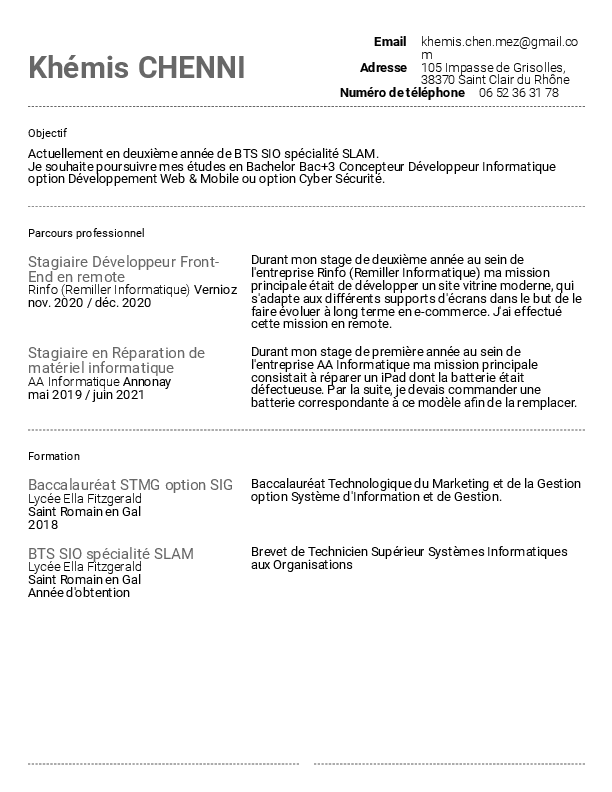 Khémis CHENNI
Email khemis.chen.mez@gmail.co
m
Adresse 105 Impasse de Grisolles,
38370 Saint Clair du Rhône
Numéro de téléphone 06 52 36 31 78
Objectif
Actuellement en deuxième année de BTS SIO spécialité SLAM.
Je souhaite poursuivre mes études en Bachelor Bac+3 Concepteur Développeur Informatique
option Développement Web & Mobile ou option Cyber Sécurité.
Parcours professionnel
Stagiaire Développeur Front-
End en remote
Rinfo (Remiller Informatique) Vernioz
nov. 2020 / déc. 2020
Durant mon stage de deuxième année au sein de
l'entreprise Rinfo (Remiller Informatique) ma mission
principale était de développer un site vitrine moderne, qui
s'adapte aux différents supports d'écrans dans le but de le
faire évoluer à long terme en e-commerce. J'ai effectué
cette mission en remote.
Stagiaire en Réparation de
matériel informatique
AA Informatique Annonay
mai 2019 / juin 2021
Durant mon stage de première année au sein de
l'entreprise AA Informatique ma mission principale
consistait à réparer un iPad dont la batterie était
défectueuse. Par la suite, je devais commander une
batterie correspondante à ce modèle afin de la remplacer.
Formation
Baccalauréat STMG option SIG
Lycée Ella Fitzgerald
Saint Romain en Gal
2018
Baccalauréat Technologique du Marketing et de la Gestion
option Système d'Information et de Gestion.
BTS SIO spécialité SLAM
Lycée Ella Fitzgerald
Saint Romain en Gal
Année d'obtention
Brevet de Technicien Supérieur Systèmes Informatiques
aux Organisations